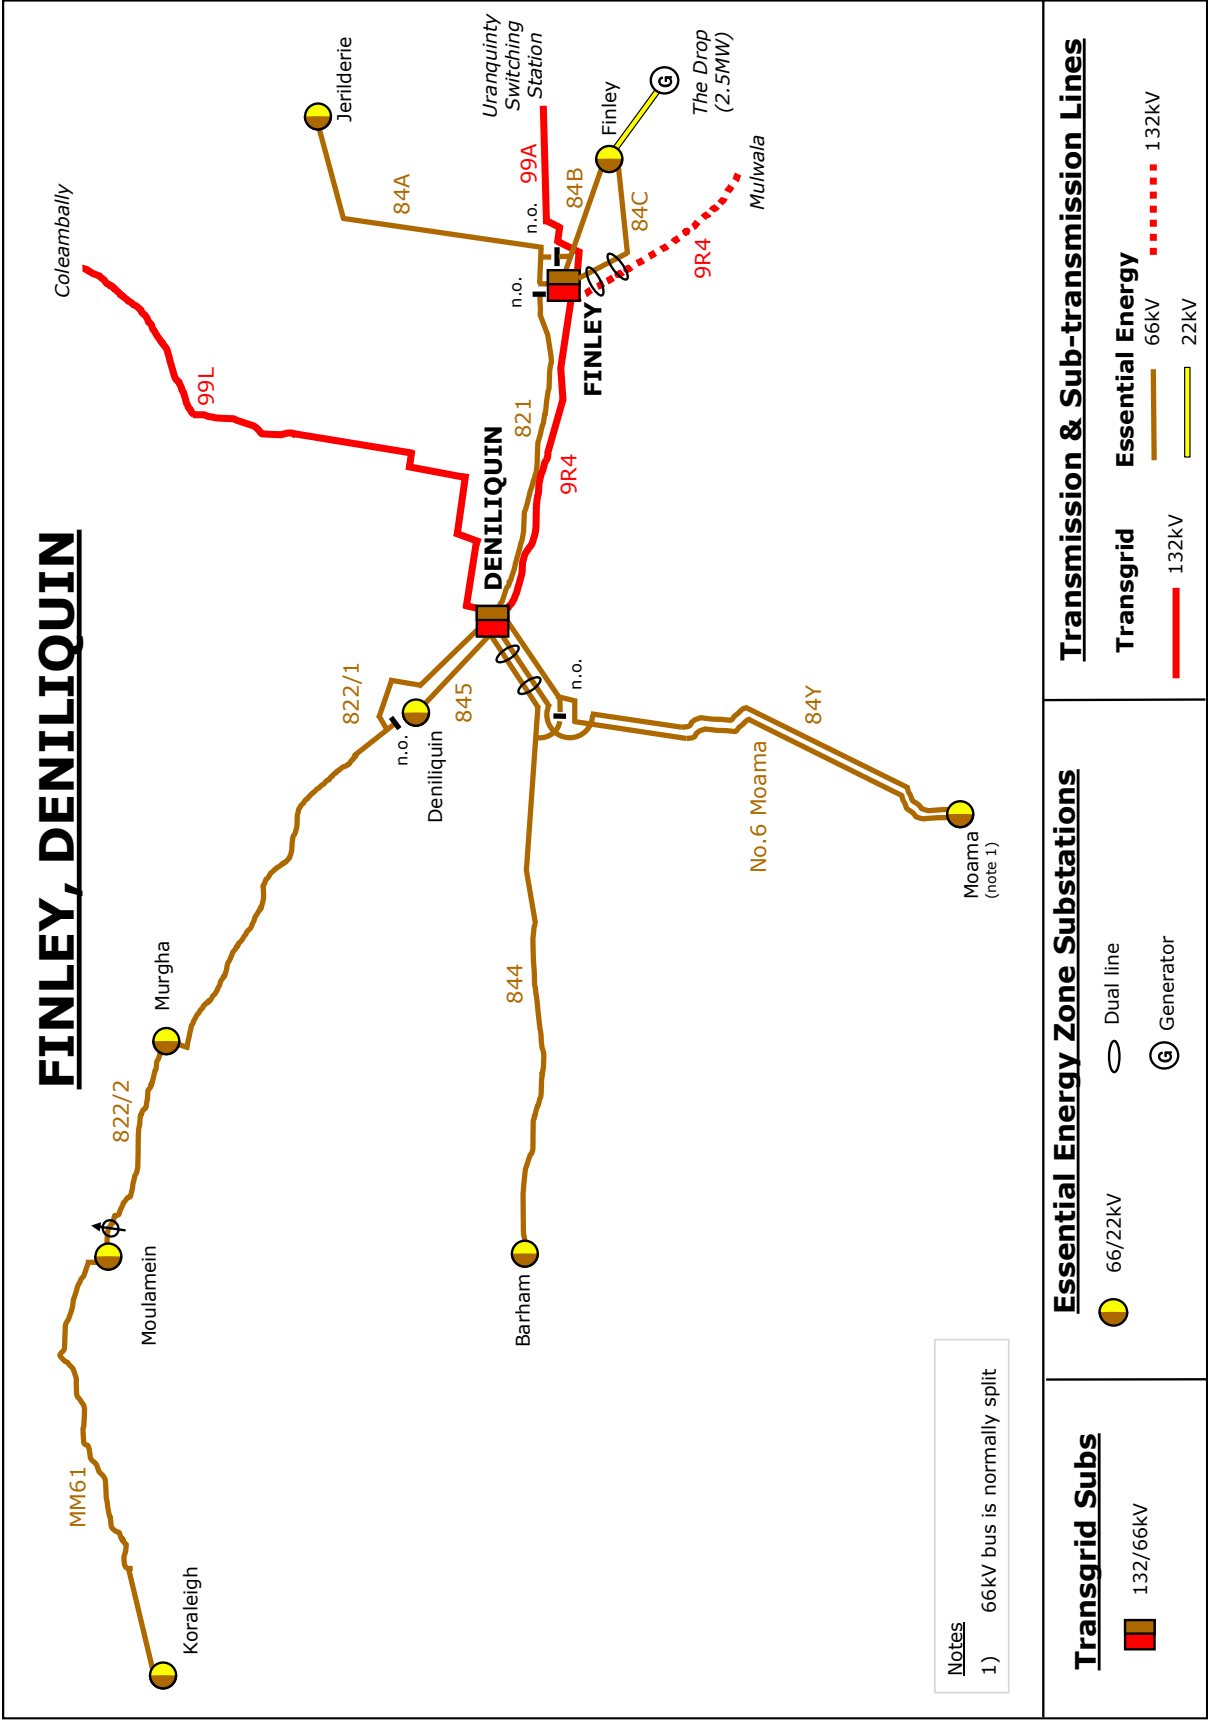 FINLEY, DENILIQUIN
Coleambally
Jerilderie
Uranquinty
Switching
Station
Finley
The Drop
(2.5MW)
G
Mulwala
84A
99A
84B
84C
9R4
n.o.
n.o.
FINLEY
99L
821
9R4
DENILIQUIN
822/1
845
n.o.
Deniliquin
n.o.
84Y
No.6 Moama
Moama
(note 1)
844
Barham
Murgha
822/2
Moulamein
MM61
Koraleigh
Notes
1) 66kV bus is normally split
Transgrid Subs
132/66kV
Essential Energy Zone Substations
66/22kV
Dual line
G
Generator
Transmission & Sub-transmission Lines
Transgrid
132kV
Essential Energy
66kV
132kV
22kV